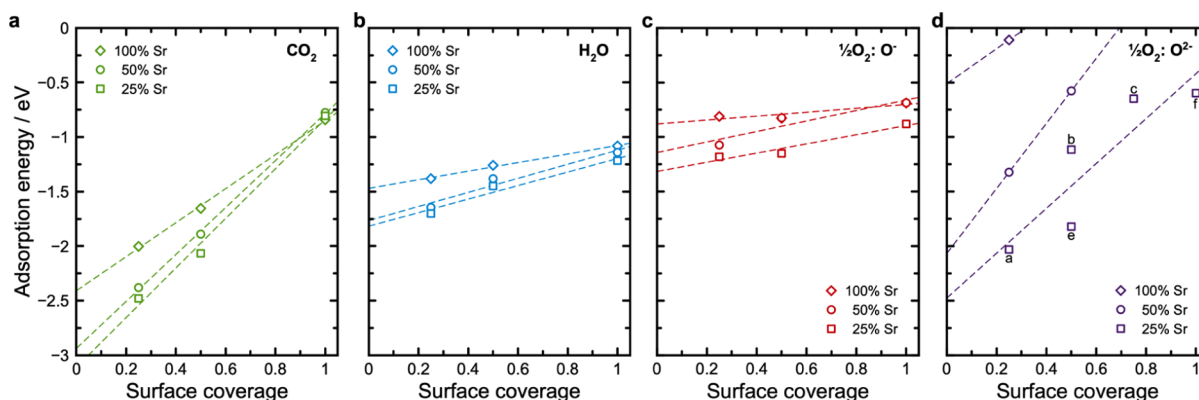 a
CO₂
100% Sr
50% Sr
25% Sr
0
−0.5
−1
−1.5
−2
−2.5
−3
Adsorption energy / eV
0 0.2 0.4 0.6 0.8 1
Surface coverage
b
H₂O
100% Sr
50% Sr
25% Sr
0 0.2 0.4 0.6 0.8 1
Surface coverage
c
½O₂: O⁻
100% Sr
50% Sr
25% Sr
0 0.2 0.4 0.6 0.8 1
Surface coverage
d
½O₂: O²⁻
c
f
b
e
a
100% Sr
50% Sr
25% Sr
0 0.2 0.4 0.6 0.8 1
Surface coverage